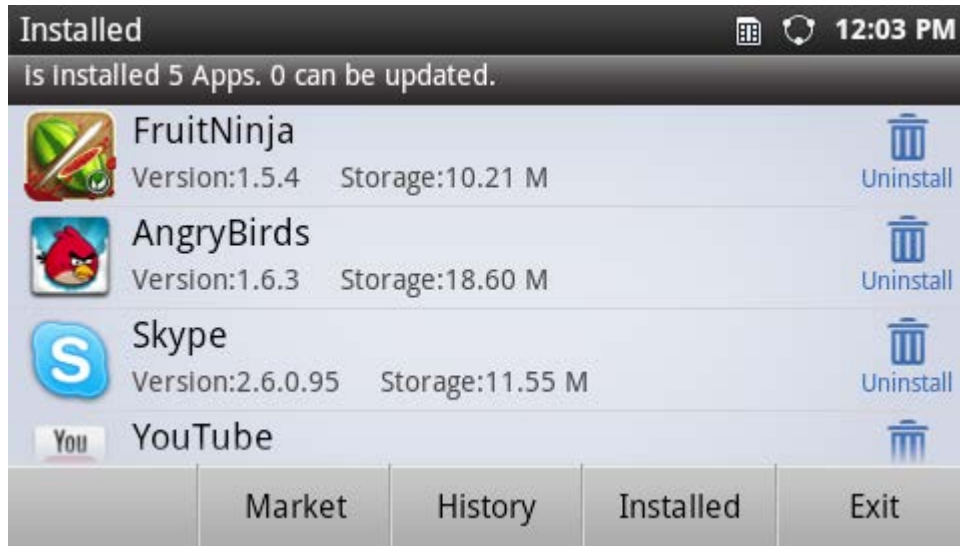 Installed 12:03 PM
is installed 5 Apps. 0 can be updated.
FruitNinja
Version:1.5.4 Storage:10.21 M
Uninstall
AngryBirds
Version:1.6.3 Storage:18.60 M
Uninstall
S Skype
Version:2.6.0.95 Storage:11.55 M
Uninstall
You YouTube
Market History Installed Exit